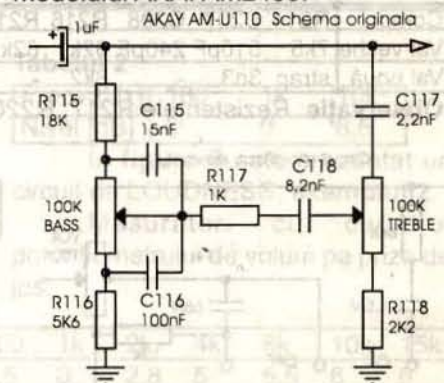 1uF
AKAY AM-U110 Schema originala
R115
18K
C115
15nF
C117
2,2nF
R117
1K
C118
8,2nF
100K
BASS
100K
TREBLE
R116
5K6
C116
100nF
R118
2K2